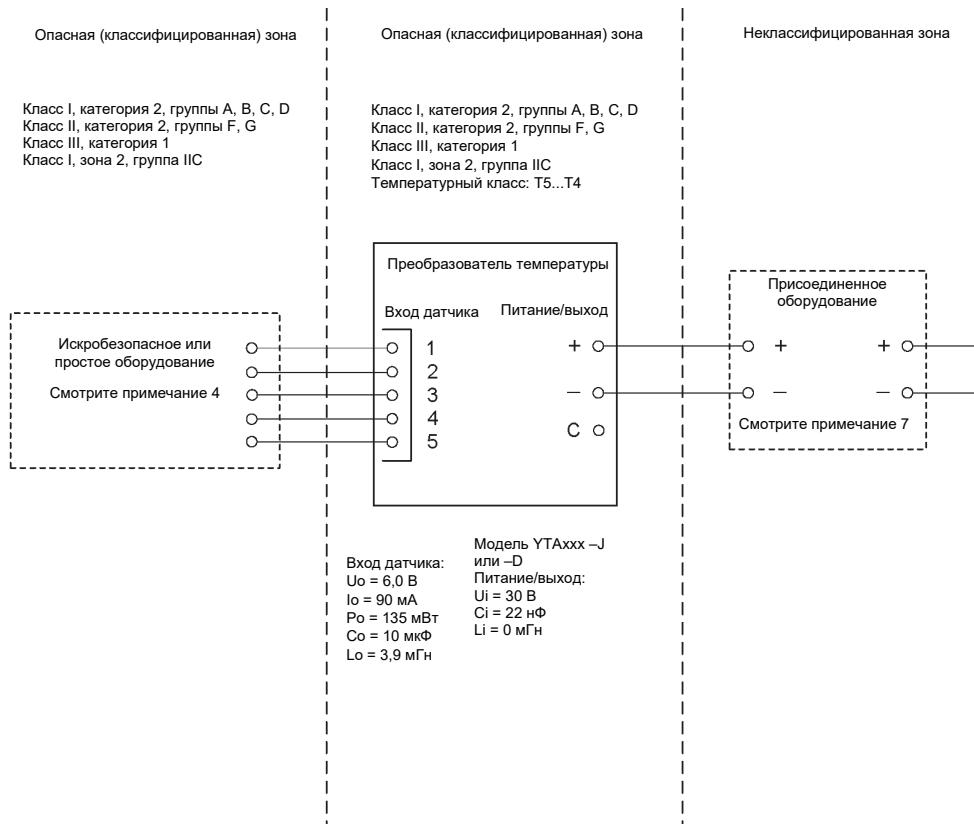 Опасная (классифицированная) зона
Опасная (классифицированная) зона
Неклассифицированная зона
Класс I, категория 2, группы A, B, C, D
Класс II, категория 2, группы F, G
Класс III, категория 1
Класс I, зона 2, группа IIC
Класс I, категория 2, группы A, B, C, D
Класс II, категория 2, группы F, G
Класс III, категория 1
Класс I, зона 2, группа IIC
Температурный класс: T5...T4
Искробезопасное или
простое оборудование
Смотрите примечание 4
Преобразователь температуры
Вход датчика
Питание/выход
1
2
3
4
5
+
–
C
Присоединенное
оборудование
+ +
– –
Смотрите примечание 7
Вход датчика:
Uo = 6,0 В
Io = 90 мА
Po = 135 мВт
Co = 10 мкФ
Lo = 3,9 мГн
Модель YTAxxx –J
или –D
Питание/выход:
Ui = 30 В
Ci = 22 нФ
Li = 0 мГн